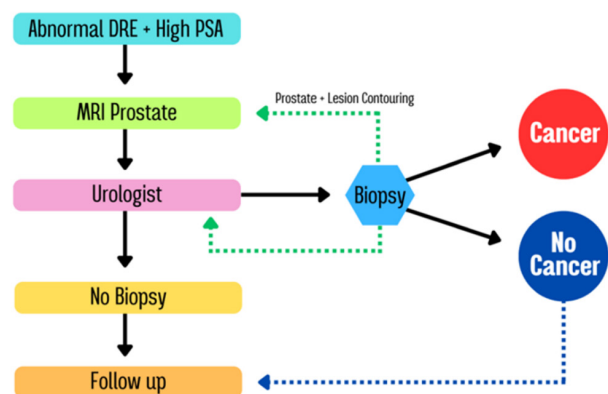 Abnormal DRE + High PSA
MRI Prostate
Prostate + Lesion Contouring
Cancer
Urologist
Biopsy
No
Cancer
No Biopsy
Follow up